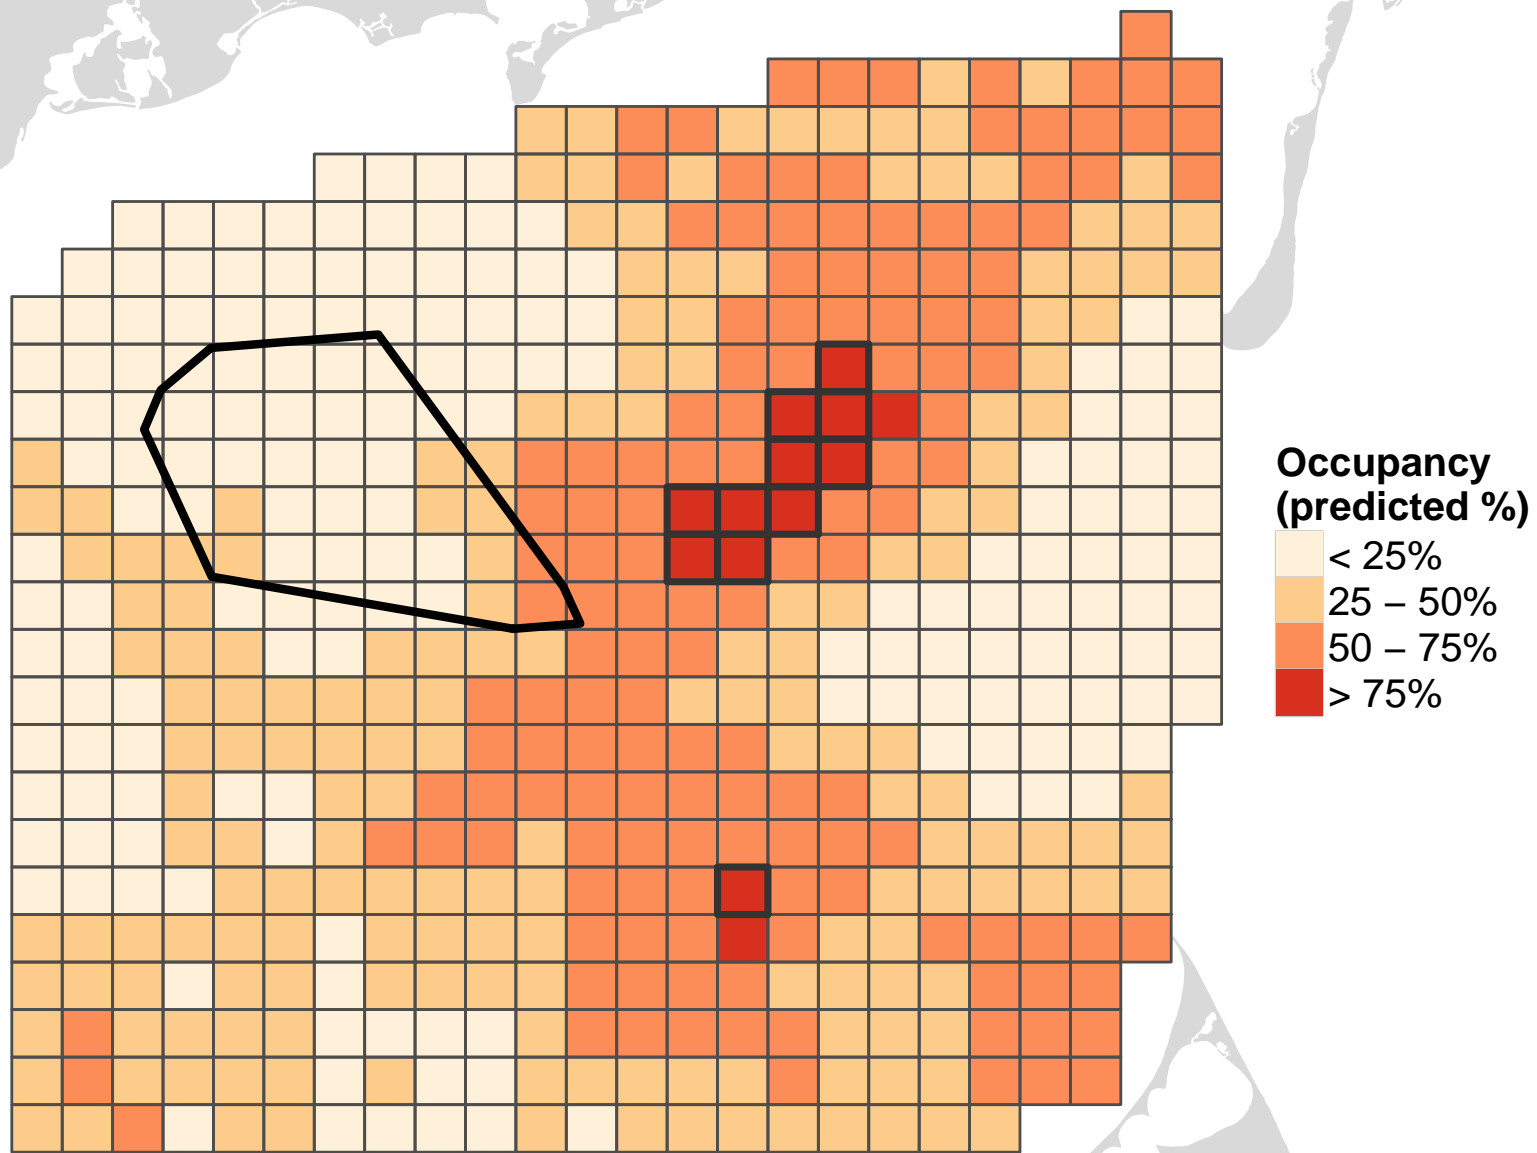 Occupancy
(predicted %)
< 25%
25 – 50%
50 – 75%
> 75%